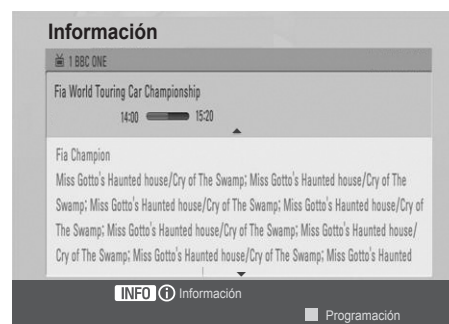 Información
1 BBC ONE
Fia World Touring Car Championship
14:00 15:20
Fia Champion
Miss Gotto's Haunted house/Cry of The Swamp; Miss Gotto's Haunted house/Cry of The
Swamp; Miss Gotto's Haunted house/Cry of The Swamp; Miss Gotto's Haunted house/Cry of
The Swamp; Miss Gotto's Haunted house/Cry of The Swamp; Miss Gotto's Haunted house/
Cry of The Swamp; Miss Gotto's Haunted house/Cry of The Swamp; Miss Gotto's Haunted
INFO i Información
Programación